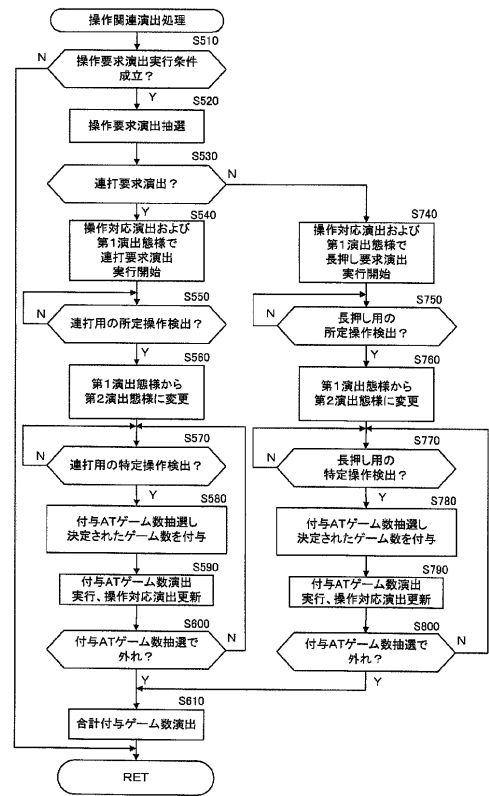 操作関連演出処理
S510
N
操作要求演出実行条件
成立?
Y
S520
操作要求演出抽選
S530
連打要求演出?
N
Y
S540
操作対応演出および
第1演出態様で
連打要求演出
実行開始
S550
N
連打用の所定操作検出?
Y
S560
第1演出態様から
第2演出態様に変更
S570
N
連打用の特定操作検出?
Y
S580
付与ATゲーム数抽選し
決定されたゲーム数を付与
S590
付与ATゲーム数演出
実行、操作対応演出更新
S600
付与ATゲーム数抽選で
外れ?
N
Y
S740
操作対応演出および
第1演出態様で
長押し要求演出
実行開始
S750
N
長押し用の
所定操作検出?
Y
S760
第1演出態様から
第2演出態様に変更
S770
N
長押し用の
特定操作検出?
Y
S780
付与ATゲーム数抽選し
決定されたゲーム数を付与
S790
付与ATゲーム数演出
実行、操作対応演出更新
S800
付与ATゲーム数抽選で
外れ?
N
Y
S610
合計付与ゲーム数演出
RET